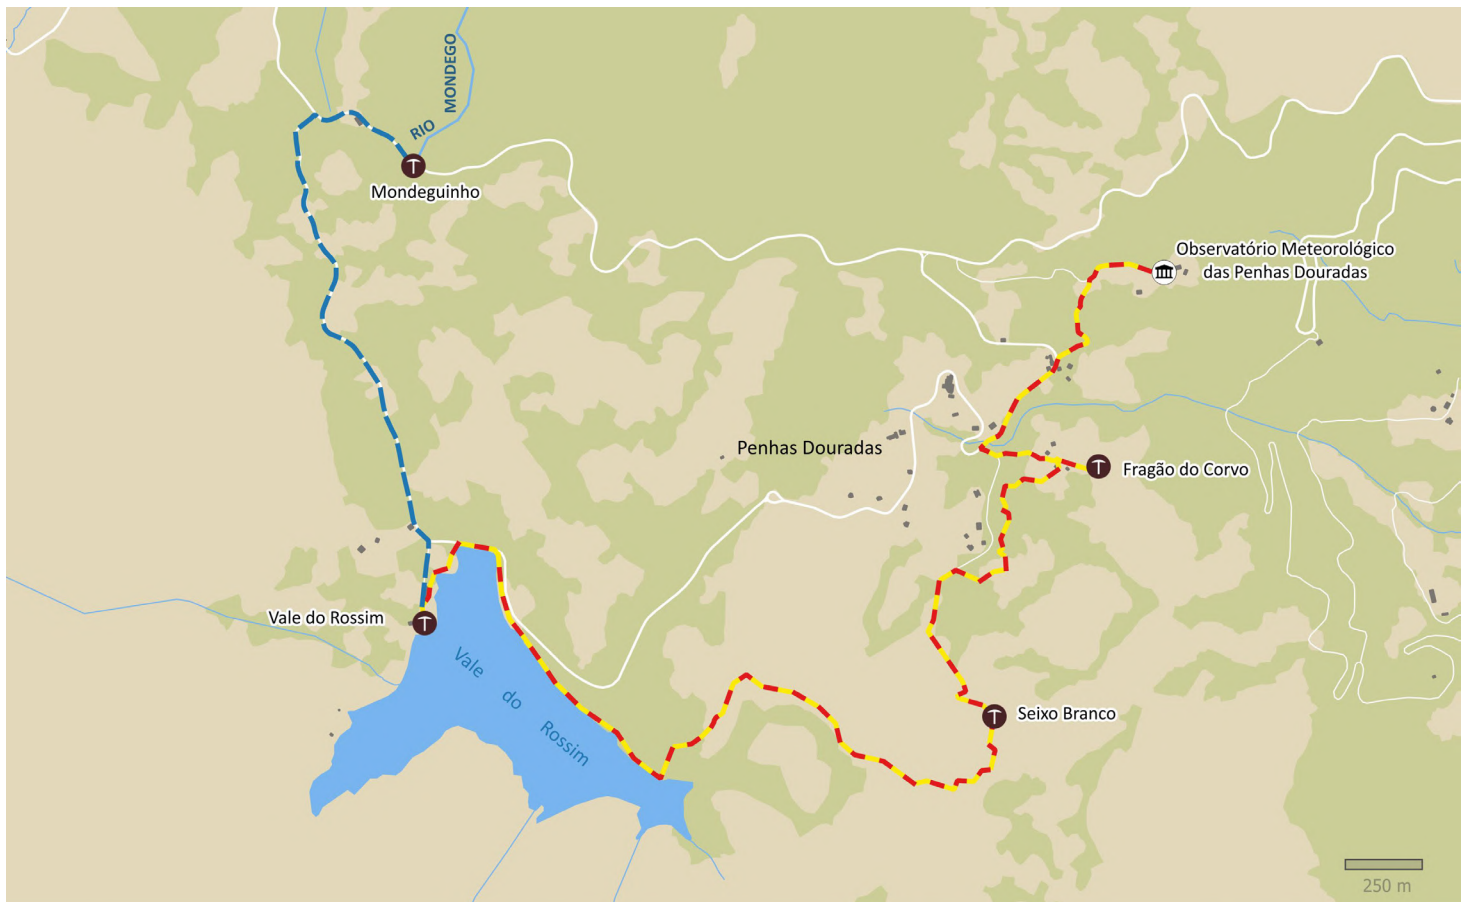 RIO MONDEGO
Mondeguinho
Observatório Meteorológico
das Penhas Douradas
Penhas Douradas
Fragão do Corvo
Vale do Rossim
Vale do Rossim
Seixo Branco
250 m